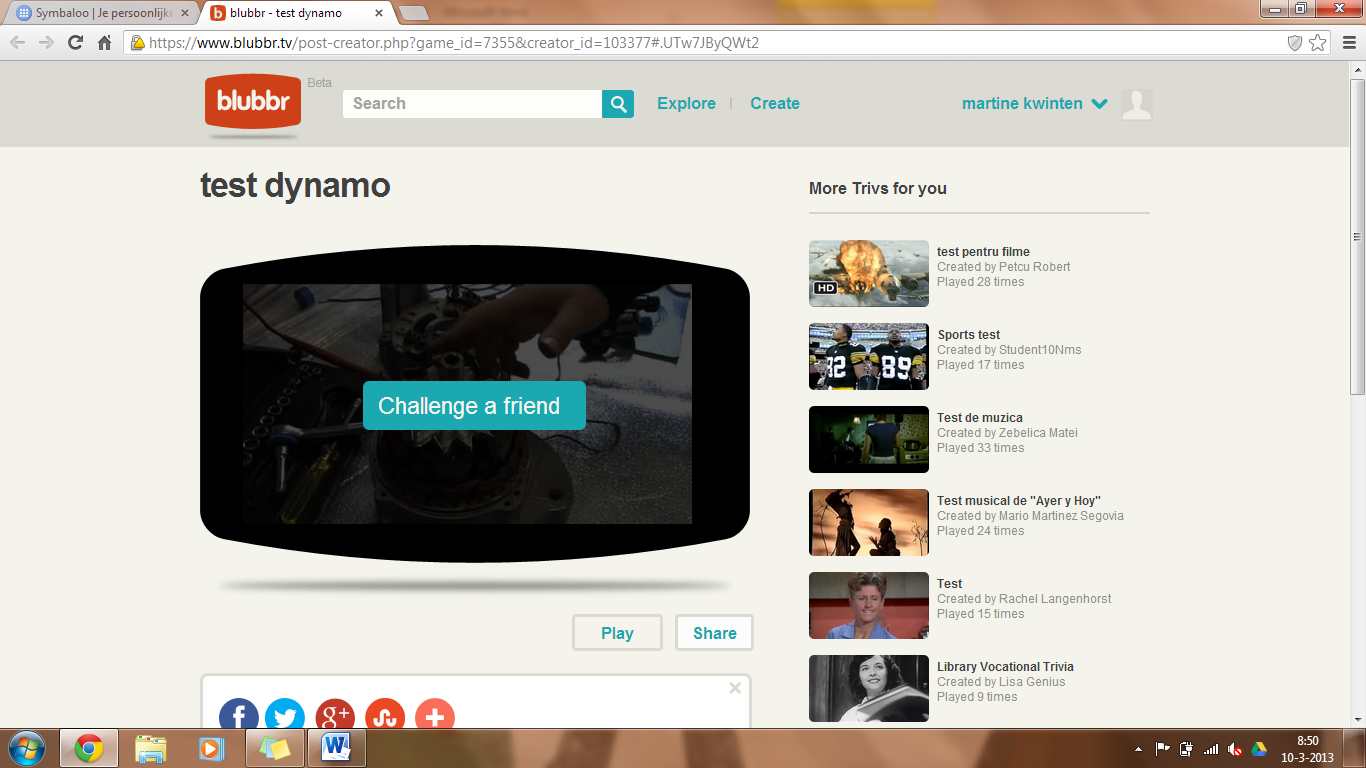 Symbaloo | Je persoonlijke
blubbr - test dynamo
https://www.blubbr.tv/post-creator.php?game_id=7355&creator_id=103377#.UTw7JByQWt2
blubbr
Beta
Search
Explore | Create
martine kwinten
test dynamo
Challenge a friend
Play
Share
More Trivs for you
HD
test pentru filme
Created by Petcu Robert
Played 28 times
82
89
Sports test
Created by Student10Nms
Played 17 times
Test de muzica
Created by Zebelica Matei
Played 33 times
Test musical de "Ayer y Hoy"
Created by Mario Martinez Segovia
Played 24 times
Test
Created by Rachel Langenhorst
Played 15 times
Library Vocational Trivia
Created by Lisa Genius
Played 9 times
8:50
10-3-2013